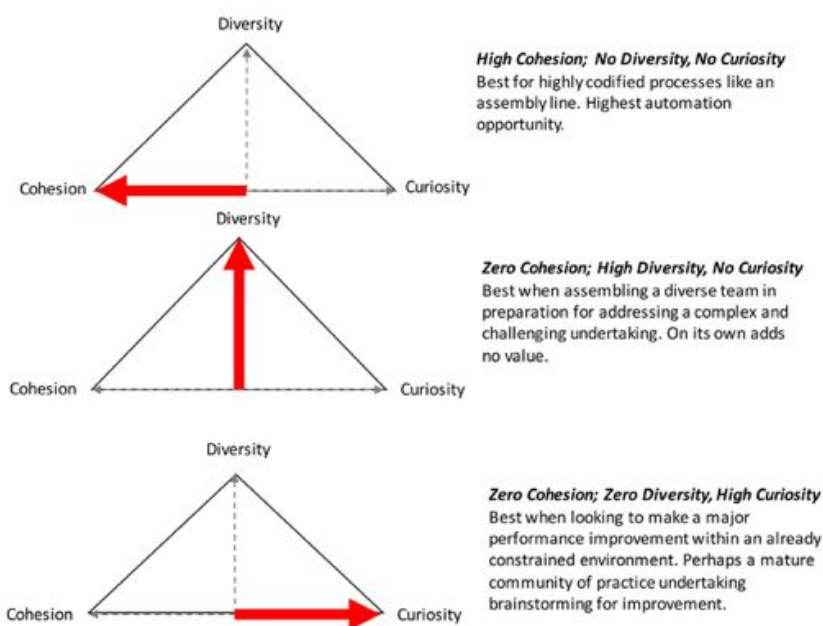 Diversity
High Cohesion; No Diversity, No Curiosity
Best for highly codified processes like an
assembly line. Highest automation
opportunity.
Cohesion
Curiosity
Diversity
Zero Cohesion; High Diversity, No Curiosity
Best when assembling a diverse team in
preparation for addressing a complex and
challenging undertaking. On its own adds
no value.
Cohesion
Curiosity
Diversity
Zero Cohesion; Zero Diversity, High Curiosity
Best when looking to make a major
performance improvement within an already
constrained environment. Perhaps a mature
community of practice undertaking
brainstorming for improvement.
Cohesion
Curiosity